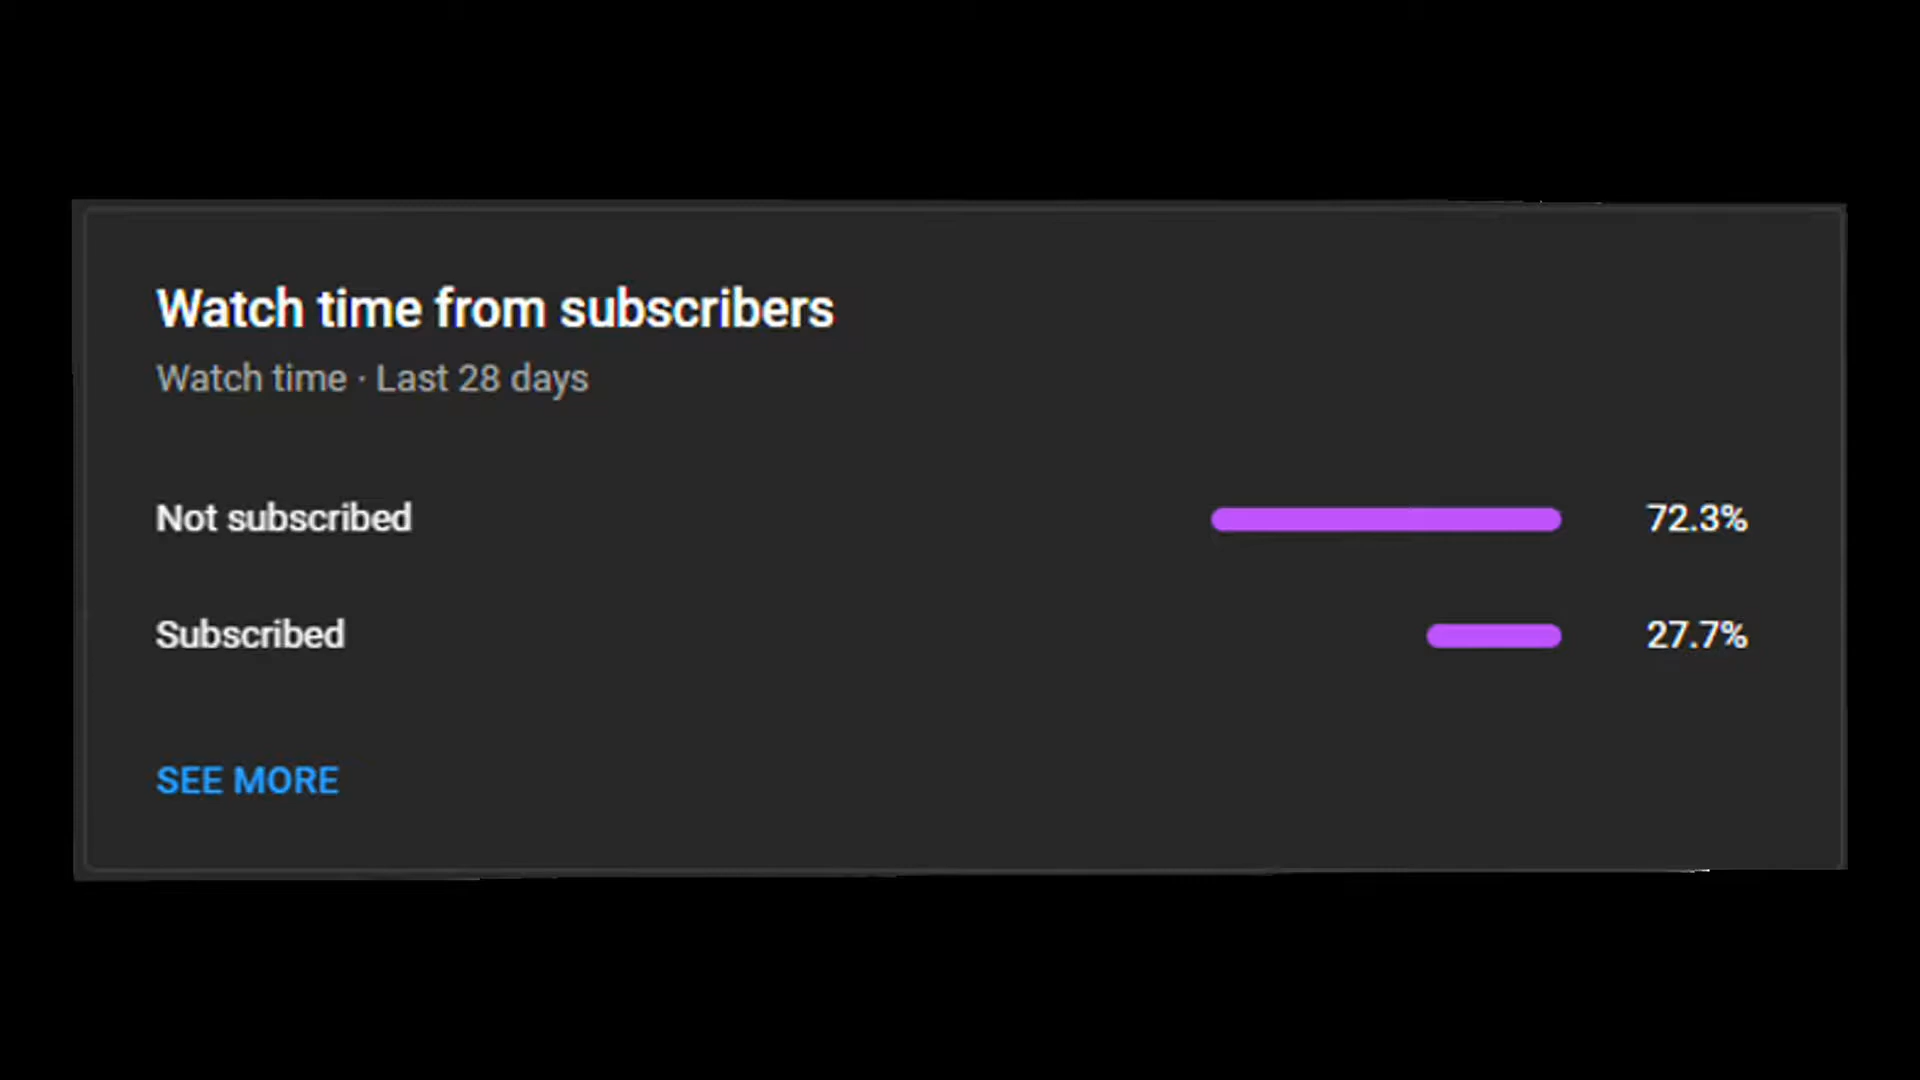 Watch time from subscribers
Watch time · Last 28 days
Not subscribed 72.3%
Subscribed 27.7%
SEE MORE